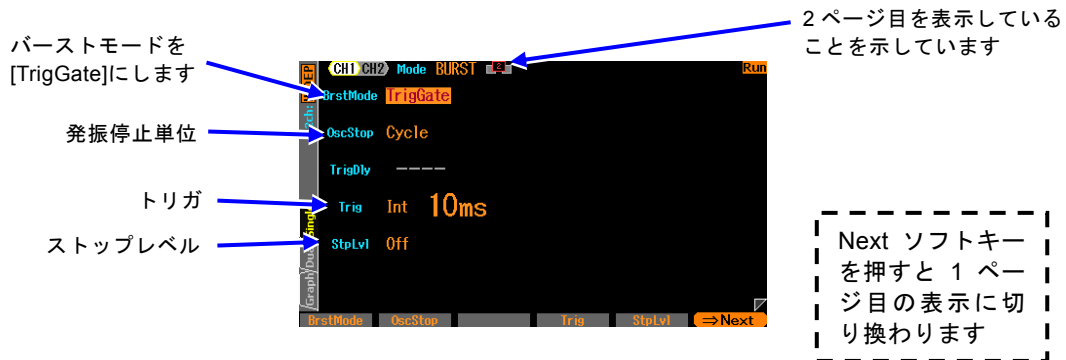 2 ページ目を表示している
ことを示しています
バーストモードを
[TrigGate]にします
CH1 CH2 Mode BURST 2 Run
BrstMode TrigGate
発振停止単位
OscStop Cycle
TrigDly ----
トリガ
Trig Int 10ms
ストップレベル
StpLvl Off
2ch:
Singl
/Graph/Dual
Next ソフトキー
を押すと 1 ペー
ジ目の表示に切
り換わります
BrstMode OscStop Trig StpLvl ⇒Next